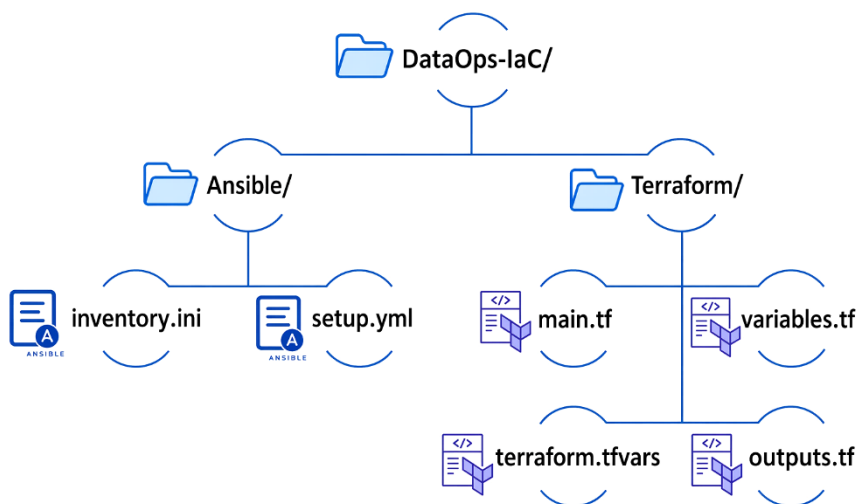 DataOps-IaC/
Ansible/
Terraform/
inventory.ini
A
ANSIBLE
setup.yml
A
ANSIBLE
</>
main.tf
</>
variables.tf
</>
terraform.tfvars
</>
outputs.tf